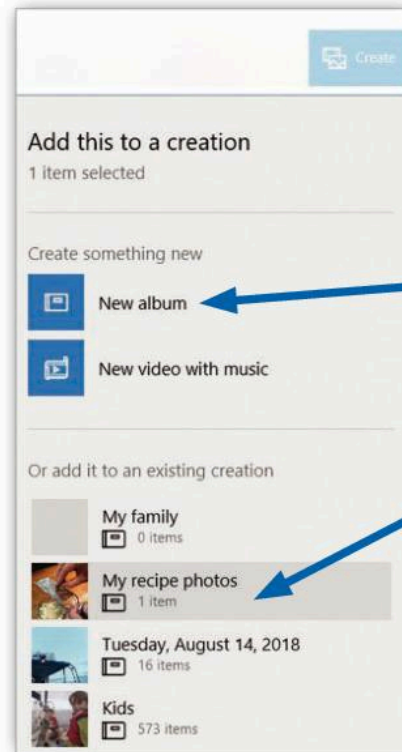 Create
Add this to a creation
1 item selected
Create something new
New album
New video with music
Or add it to an existing creation
My family
0 items
My recipe photos
1 item
Tuesday, August 14, 2018
16 items
Kids
573 items